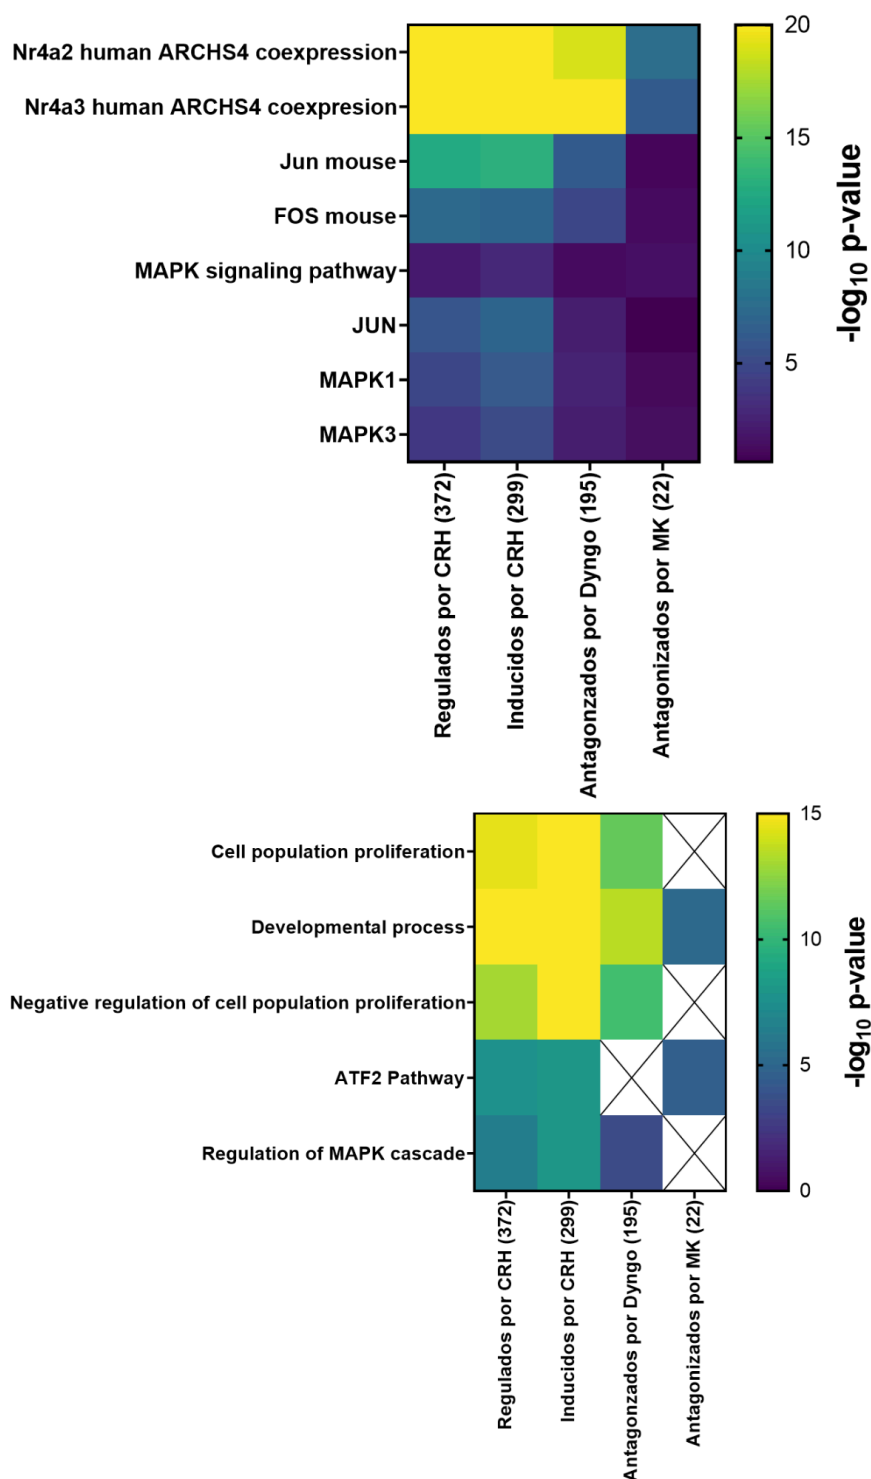 Nr4a2 human ARCHS4 coexpression
Nr4a3 human ARCHS4 coexpresion
Jun mouse
FOS mouse
MAPK signaling pathway
JUN
MAPK1
MAPK3
20
15
10
5
-log10 p-value
Regulados por CRH (372)
Inducidos por CRH (299)
Antagonzados por Dyngo (195)
Antagonizados por MK (22)
Cell population proliferation
Developmental process
Negative regulation of cell population proliferation
ATF2 Pathway
Regulation of MAPK cascade
15
10
5
0
-log10 p-value
Regulados por CRH (372)
Inducidos por CRH (299)
Antagonzados por Dyngo (195)
Antagonizados por MK (22)